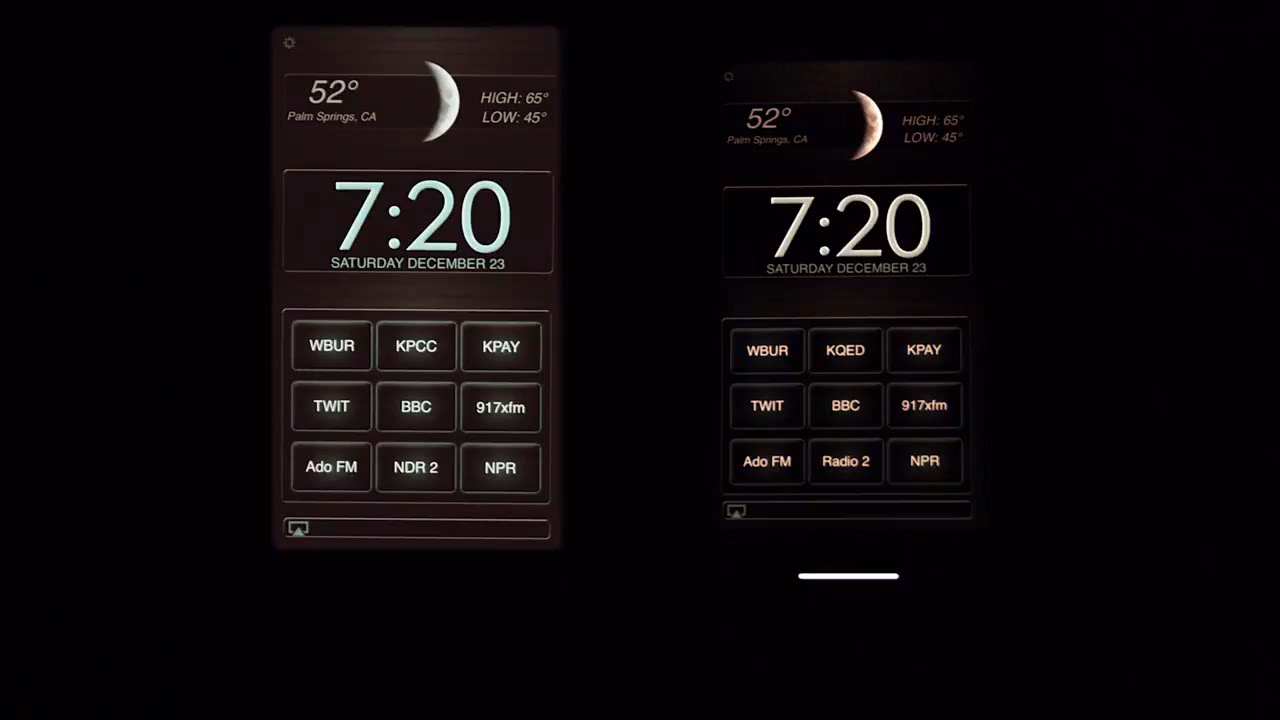 52°
Palm Springs, CA
HIGH: 65°
LOW: 45°
7:20
SATURDAY DECEMBER 23
WBUR KPCC KPAY
TWIT BBC 917xfm
Ado FM NDR 2 NPR
52°
Palm Springs, CA
HIGH: 65°
LOW: 45°
7:20
SATURDAY DECEMBER 23
WBUR KQED KPAY
TWIT BBC 917xfm
Ado FM Radio 2 NPR